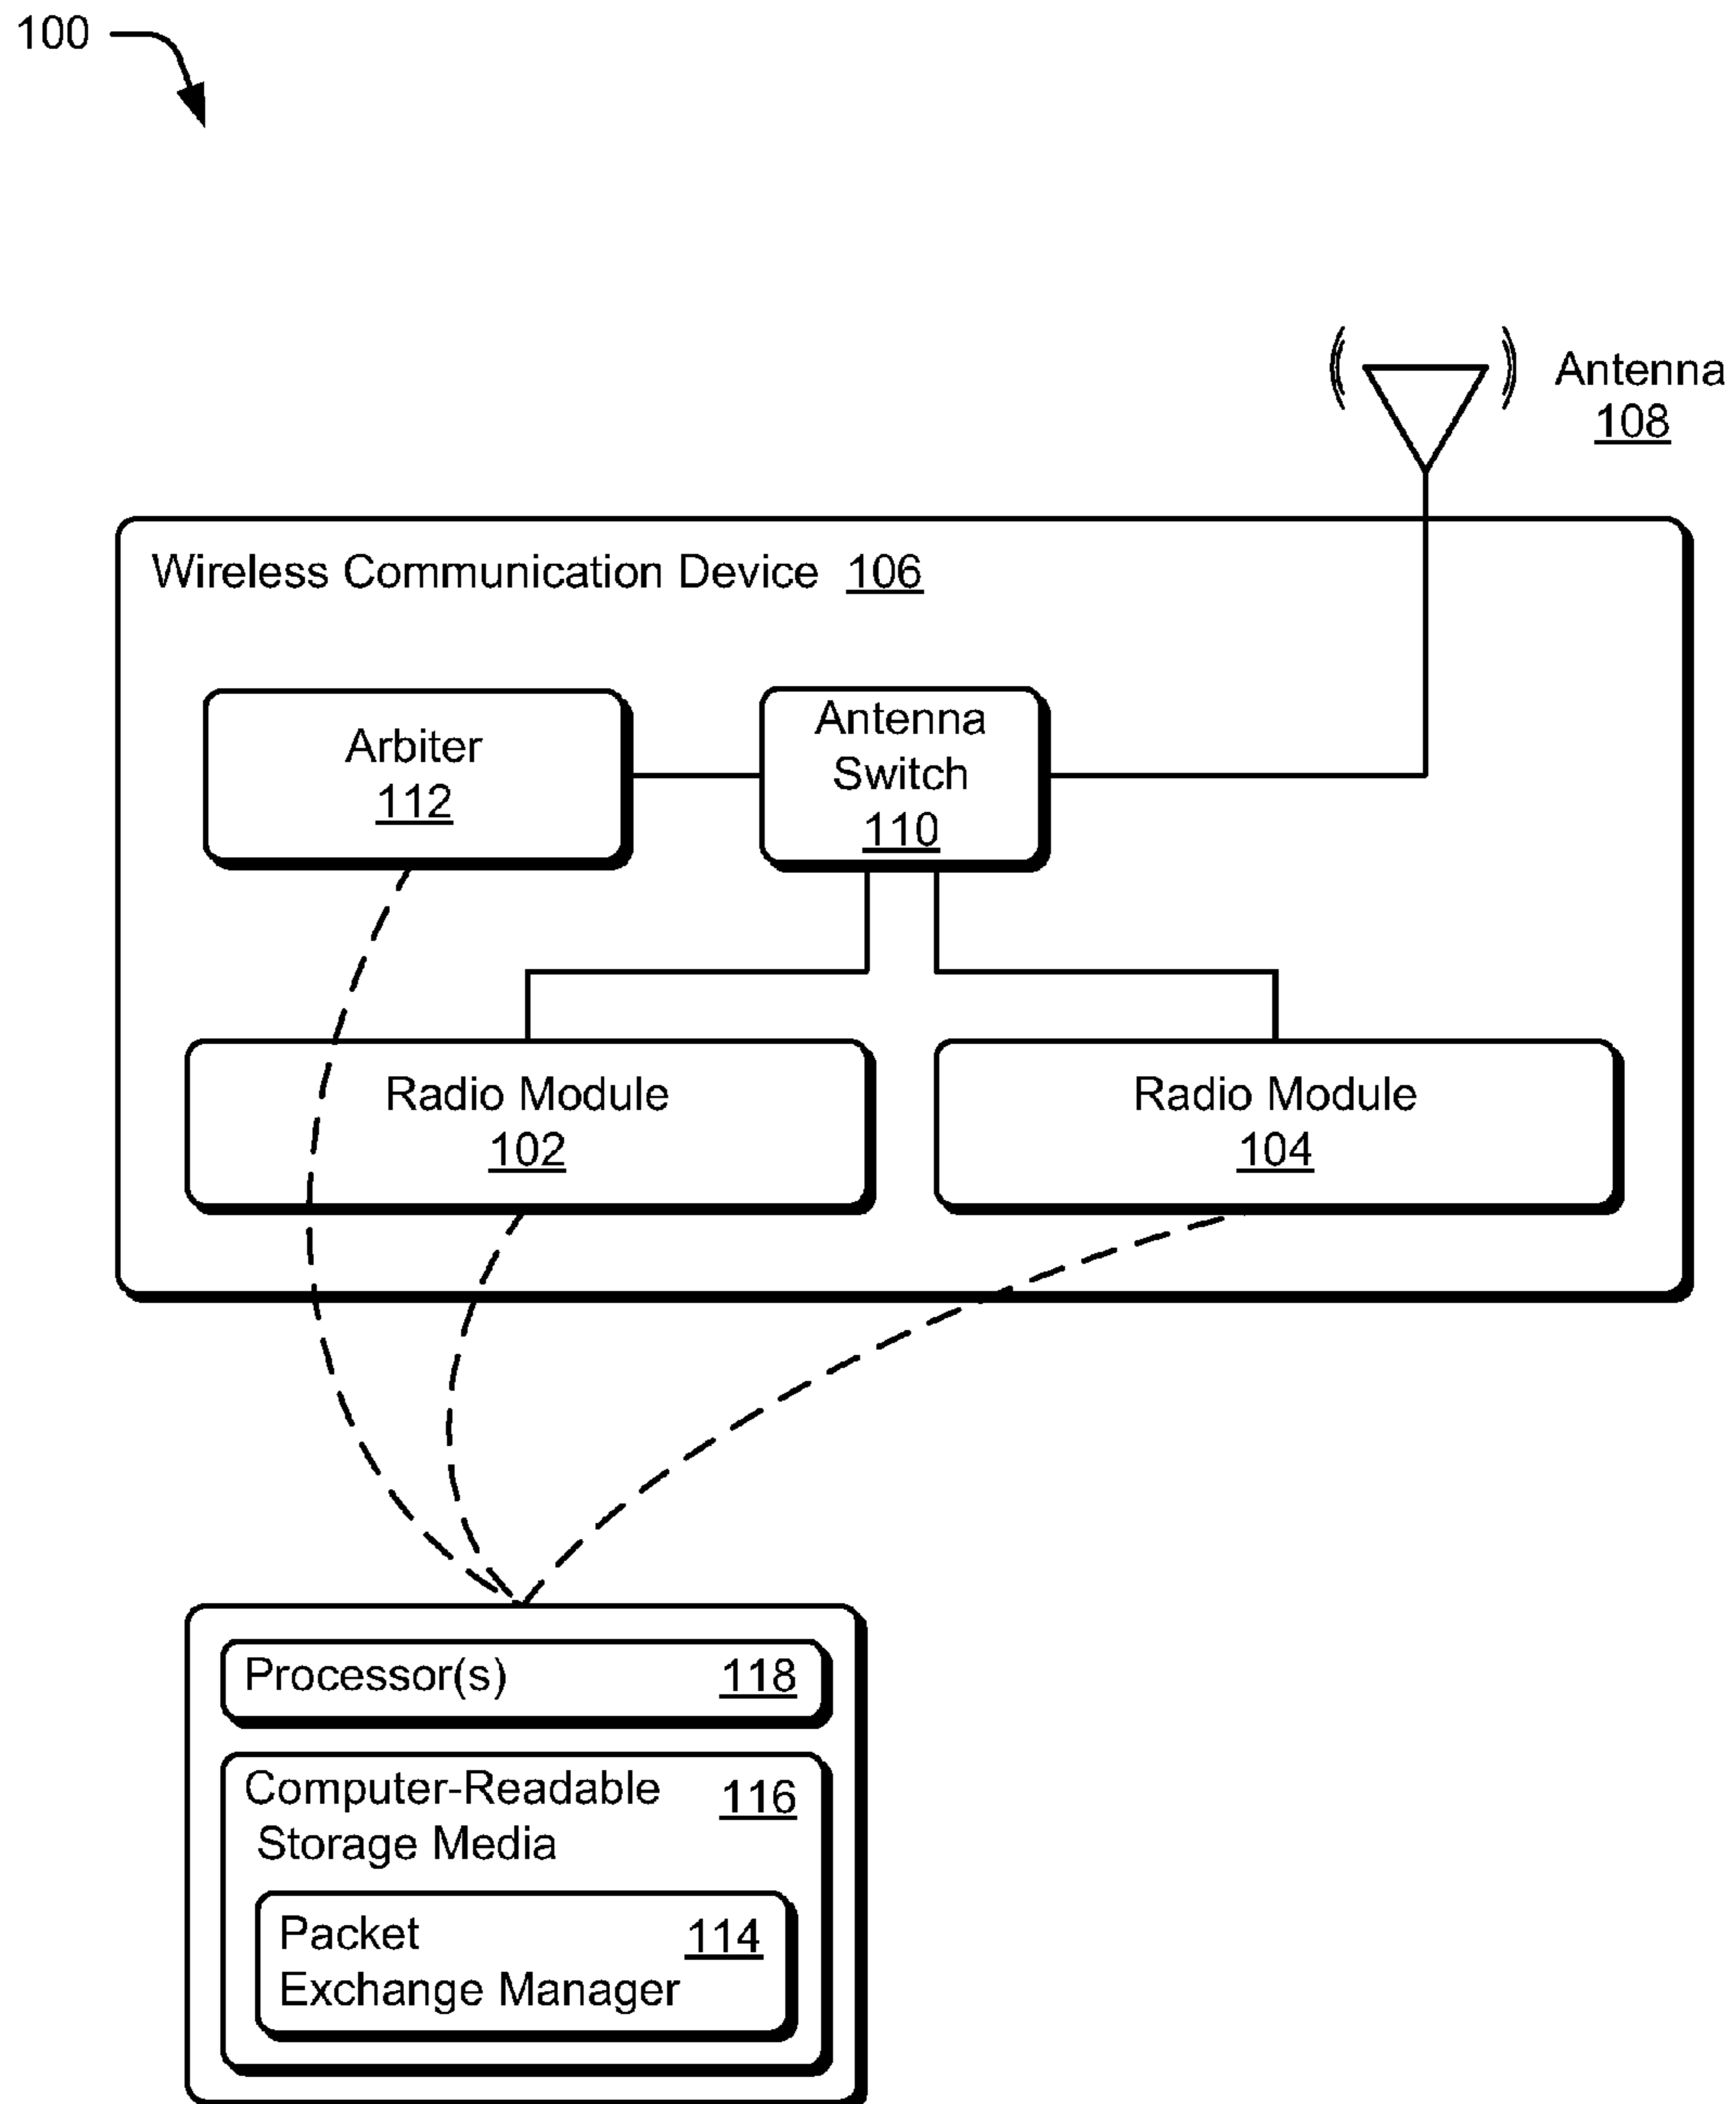 100
Antenna
108
Wireless Communication Device 106
Arbiter
112
Antenna
Switch
110
Radio Module
102
Radio Module
104
Processor(s) 118
Computer-Readable 116
Storage Media
Packet 114
Exchange Manager